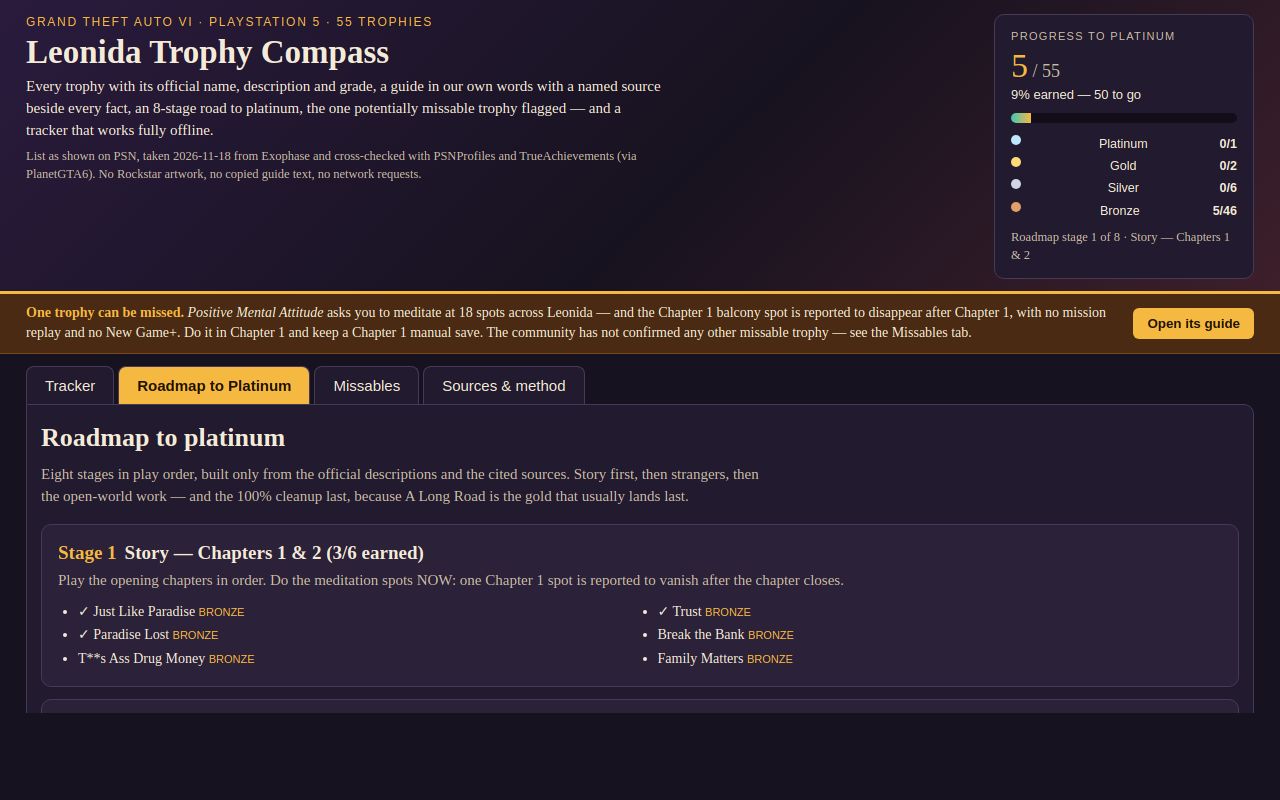 GRAND THEFT AUTO VI · PLAYSTATION 5 · 55 TROPHIES
Leonida Trophy Compass
Every trophy with its official name, description and grade, a guide in our own words with a named source
beside every fact, an 8-stage road to platinum, the one potentially missable trophy flagged — and a
tracker that works fully offline.
List as shown on PSN, taken 2026-11-18 from Exophase and cross-checked with PSNProfiles and TrueAchievements (via
PlanetGTA6). No Rockstar artwork, no copied guide text, no network requests.
PROGRESS TO PLATINUM
5 / 55
9% earned — 50 to go
Platinum 0/1
Gold 0/2
Silver 0/6
Bronze 5/46
Roadmap stage 1 of 8 · Story — Chapters 1
& 2
One trophy can be missed. Positive Mental Attitude asks you to meditate at 18 spots across Leonida — and the Chapter 1 balcony spot is reported to disappear after Chapter 1, with no mission
replay and no New Game+. Do it in Chapter 1 and keep a Chapter 1 manual save. The community has not confirmed any other missable trophy — see the Missables tab.
Open its guide
Tracker
Roadmap to Platinum
Missables
Sources & method
Roadmap to platinum
Eight stages in play order, built only from the official descriptions and the cited sources. Story first, then strangers, then
the open-world work — and the 100% cleanup last, because A Long Road is the gold that usually lands last.
Stage 1 Story — Chapters 1 & 2 (3/6 earned)
Play the opening chapters in order. Do the meditation spots NOW: one Chapter 1 spot is reported to vanish after the chapter closes.
• ✓ Just Like Paradise BRONZE
• ✓ Trust BRONZE
• ✓ Paradise Lost BRONZE
• Break the Bank BRONZE
• T**s Ass Drug Money BRONZE
• Family Matters BRONZE